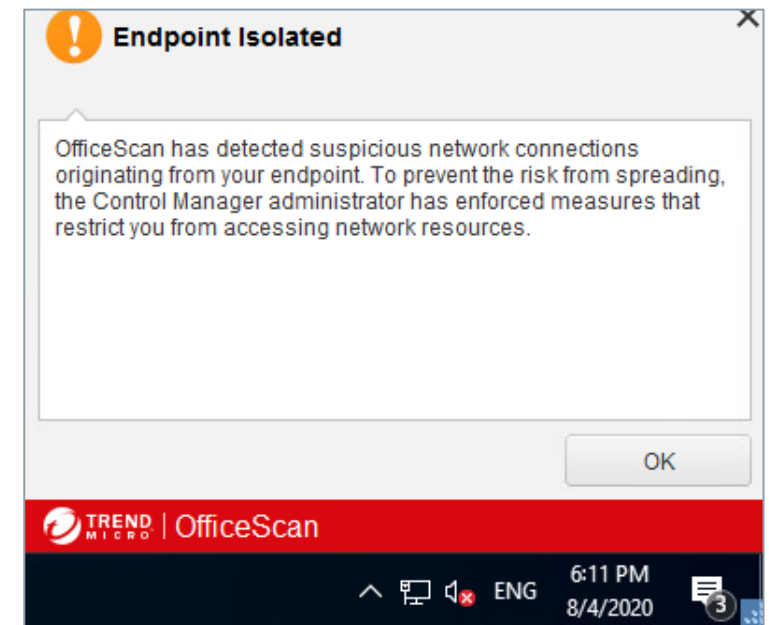 Endpoint Isolated
OfficeScan has detected suspicious network connections
originating from your endpoint. To prevent the risk from spreading,
the Control Manager administrator has enforced measures that
restrict you from accessing network resources.
OK
TREND MICRO | OfficeScan
ENG
6:11 PM
8/4/2020
3